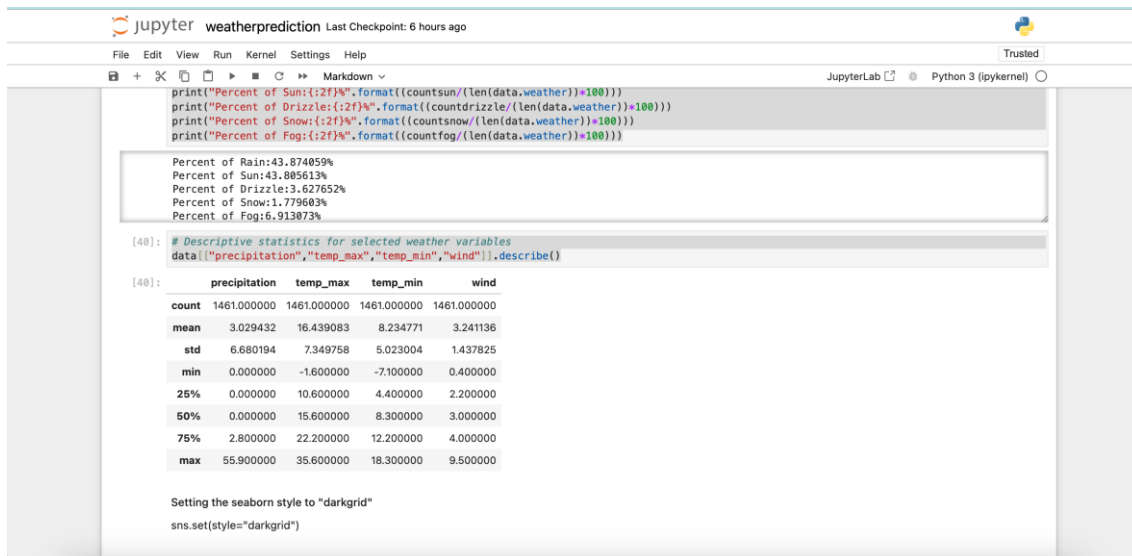 jupyter weatherprediction Last Checkpoint: 6 hours ago
File Edit View Run Kernel Settings Help Trusted
Markdown JupyterLab Python 3 (ipykernel)
print("Percent of Sun:{:2f}%".format((countsun/(len(data.weather))*100)))
print("Percent of Drizzle:{:2f}%".format((countdrizzle/(len(data.weather))*100)))
print("Percent of Snow:{:2f}%".format((countsnow/(len(data.weather))*100)))
print("Percent of Fog:{:2f}%".format((countfog/(len(data.weather))*100)))
Percent of Rain:43.874059%
Percent of Sun:43.805613%
Percent of Drizzle:3.627652%
Percent of Snow:1.779603%
Percent of Fog:6.913073%
[40]: # Descriptive statistics for selected weather variables
data[["precipitation","temp_max","temp_min","wind"]].describe()
[40]: precipitation temp_max temp_min wind
count 1461.000000 1461.000000 1461.000000 1461.000000
mean 3.029432 16.439083 8.234771 3.241136
std 6.680194 7.349758 5.023004 1.437825
min 0.000000 -1.600000 -7.100000 0.400000
25% 0.000000 10.600000 4.400000 2.200000
50% 0.000000 15.600000 8.300000 3.000000
75% 2.800000 22.200000 12.200000 4.000000
max 55.900000 35.600000 18.300000 9.500000
Setting the seaborn style to "darkgrid"
sns.set(style="darkgrid")